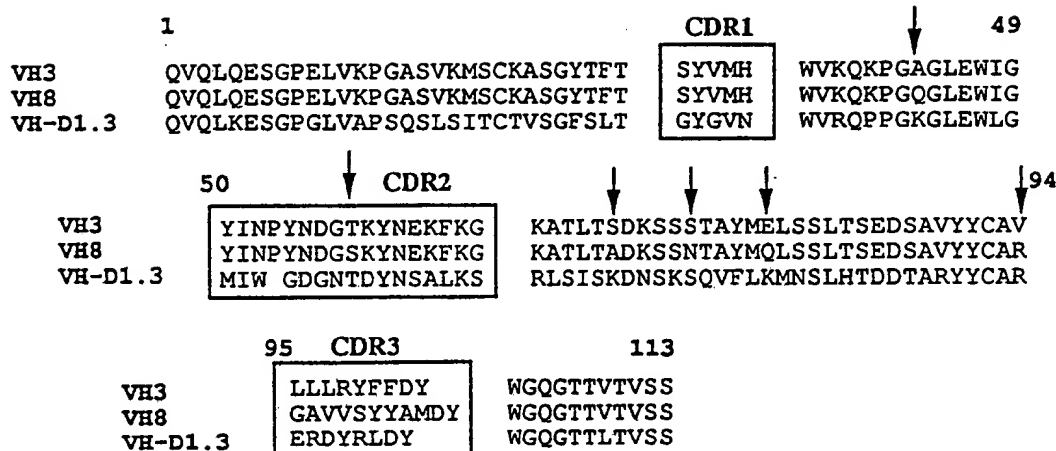 1 CDR1 49
VH3 QVQLQESGPELVKPGASVKMSCKASGYTFT SYVMH WVKQKPGAGLEWIG
VH8 QVQLQESGPELVKPGASVKMSCKASGYTFT SYVMH WVKQKPGQGLEWIG
VH-D1.3 QVQLKESGPGLVAPSQSLSITCTVSGFSLT GYGVN WVRQPPGKGLEWLG
50 CDR2 94
VH3 YINPYNDGTKYNEKFKG KATLTSDKSSSTAYMELSSLTSEDSAVYYCAV
VH8 YINPYNDGSKYNEKFKG KATLTADKSSNTAYMQLSSLTSEDSAVYYCAR
VH-D1.3 MIW GDGNTDYNSALKS RLSISKDNSKSQVFLKMNSLHTDDTARYYCAR
95 CDR3 113
VH3 LLLRYFFDY WGQGTTVTVSS
VH8 GAVVSYYAMDY WGQGTTVTVSS
VH-D1.3 ERDYRLDY WGQGTTLTVSS